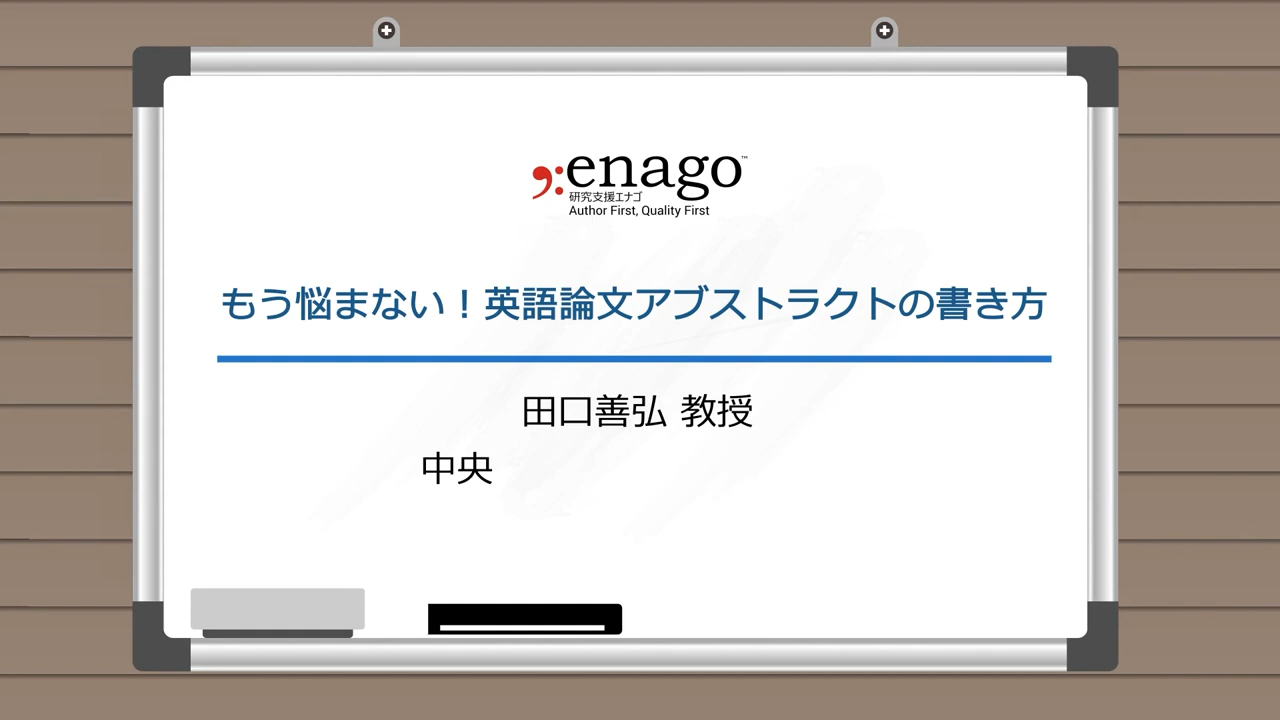 enago™
研究支援エナゴ
Author First, Quality First
もう悩まない！英語論文アブストラクトの書き方
田口善弘 教授
中央